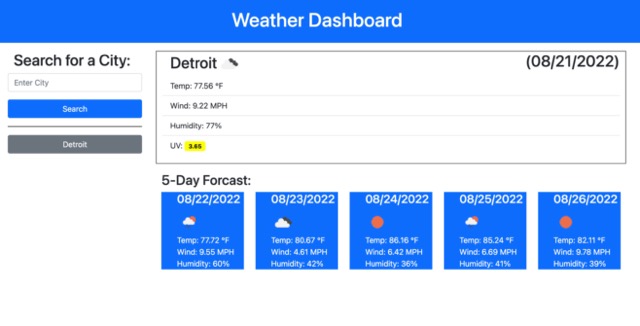 Weather Dashboard
Search for a City:
Enter City
Search
Detroit
Detroit (08/21/2022)
Temp: 77.56 °F
Wind: 9.22 MPH
Humidity: 77%
UV: 3.65
5-Day Forcast:
08/22/2022
Temp: 77.72 °F
Wind: 9.55 MPH
Humidity: 60%
08/23/2022
Temp: 80.67 °F
Wind: 4.61 MPH
Humidity: 42%
08/24/2022
Temp: 86.16 °F
Wind: 6.42 MPH
Humidity: 36%
08/25/2022
Temp: 85.24 °F
Wind: 6.69 MPH
Humidity: 41%
08/26/2022
Temp: 82.11 °F
Wind: 9.78 MPH
Humidity: 39%